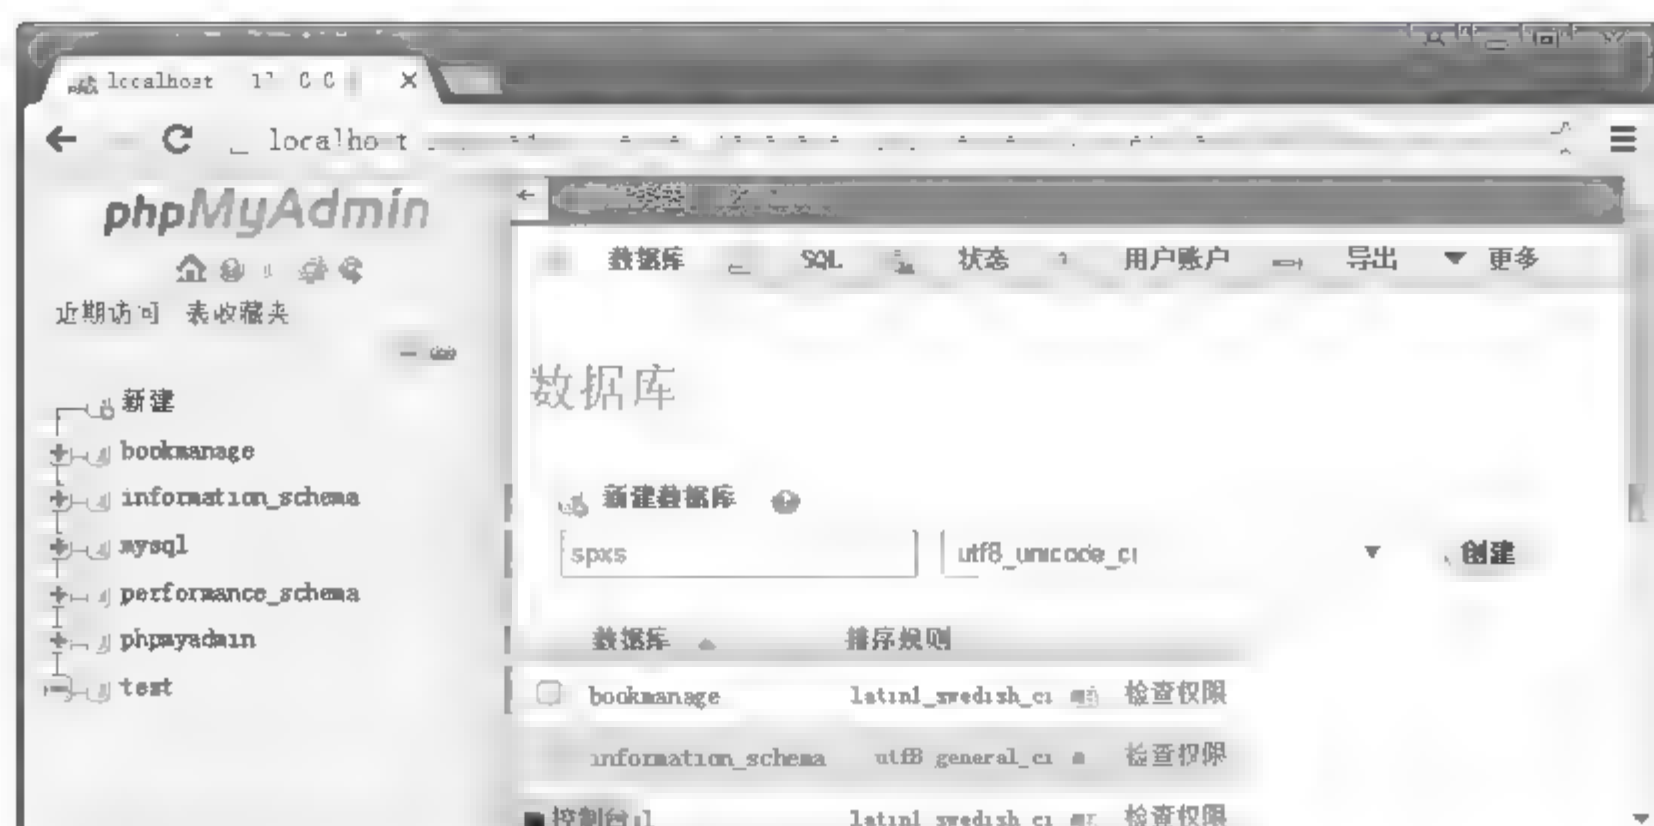 localhost
localhost
phpMyAdmin
近期访问 表收藏夹
新建
bookmanage
information_schema
mysql
performance_schema
phpmyadmin
test
数据库 SQL 状态 用户账户 导出 更多
数据库
新建数据库
spxs utf8_unicode_ci 创建
数据库 排序规则
bookmanage latin1_swedish_ci 检查权限
information_schema utf8_general_ci 检查权限
控制台 latin1_swedish_ci 检查权限